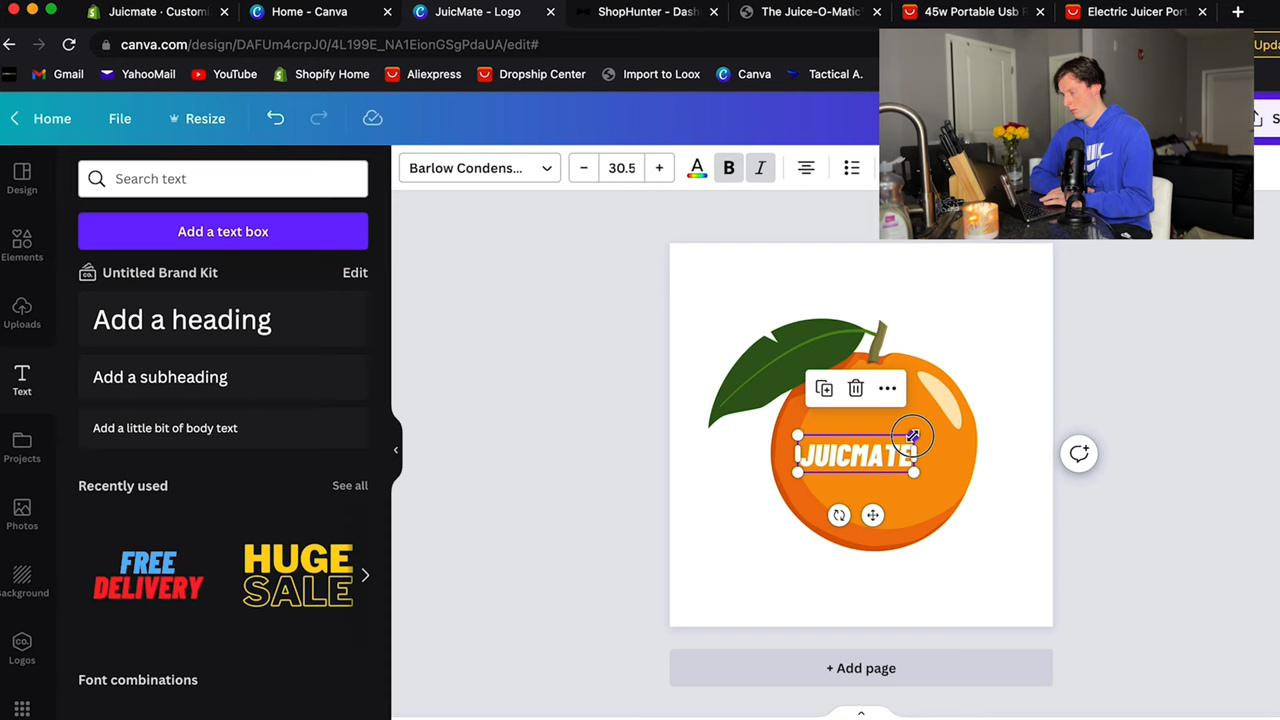 Juicmate · Custom
Home - Canva
JuicMate - Logo
ShopHunter - Dash
The Juice-O-Matic
45w Portable Usb R
Electric Juicer Port
canva.com/design/DAFUm4crpJ0/4L199E_NA1EionGSgPdaUA/edit#
Gmail
YahooMail
YouTube
Shopify Home
Aliexpress
Dropship Center
Import to Loox
Canva
Tactical A.
Upda
Home
File
Resize
S
Design
Elements
Uploads
Text
Projects
Photos
Background
CO.
Logos
Search text
Add a text box
CO.
Untitled Brand Kit
Edit
Add a heading
Add a subheading
Add a little bit of body text
Recently used
See all
FREE
DELIVERY
HUGE
SALE
Font combinations
Barlow Condens...
30.5
A
B
I
JUICMATE
+ Add page